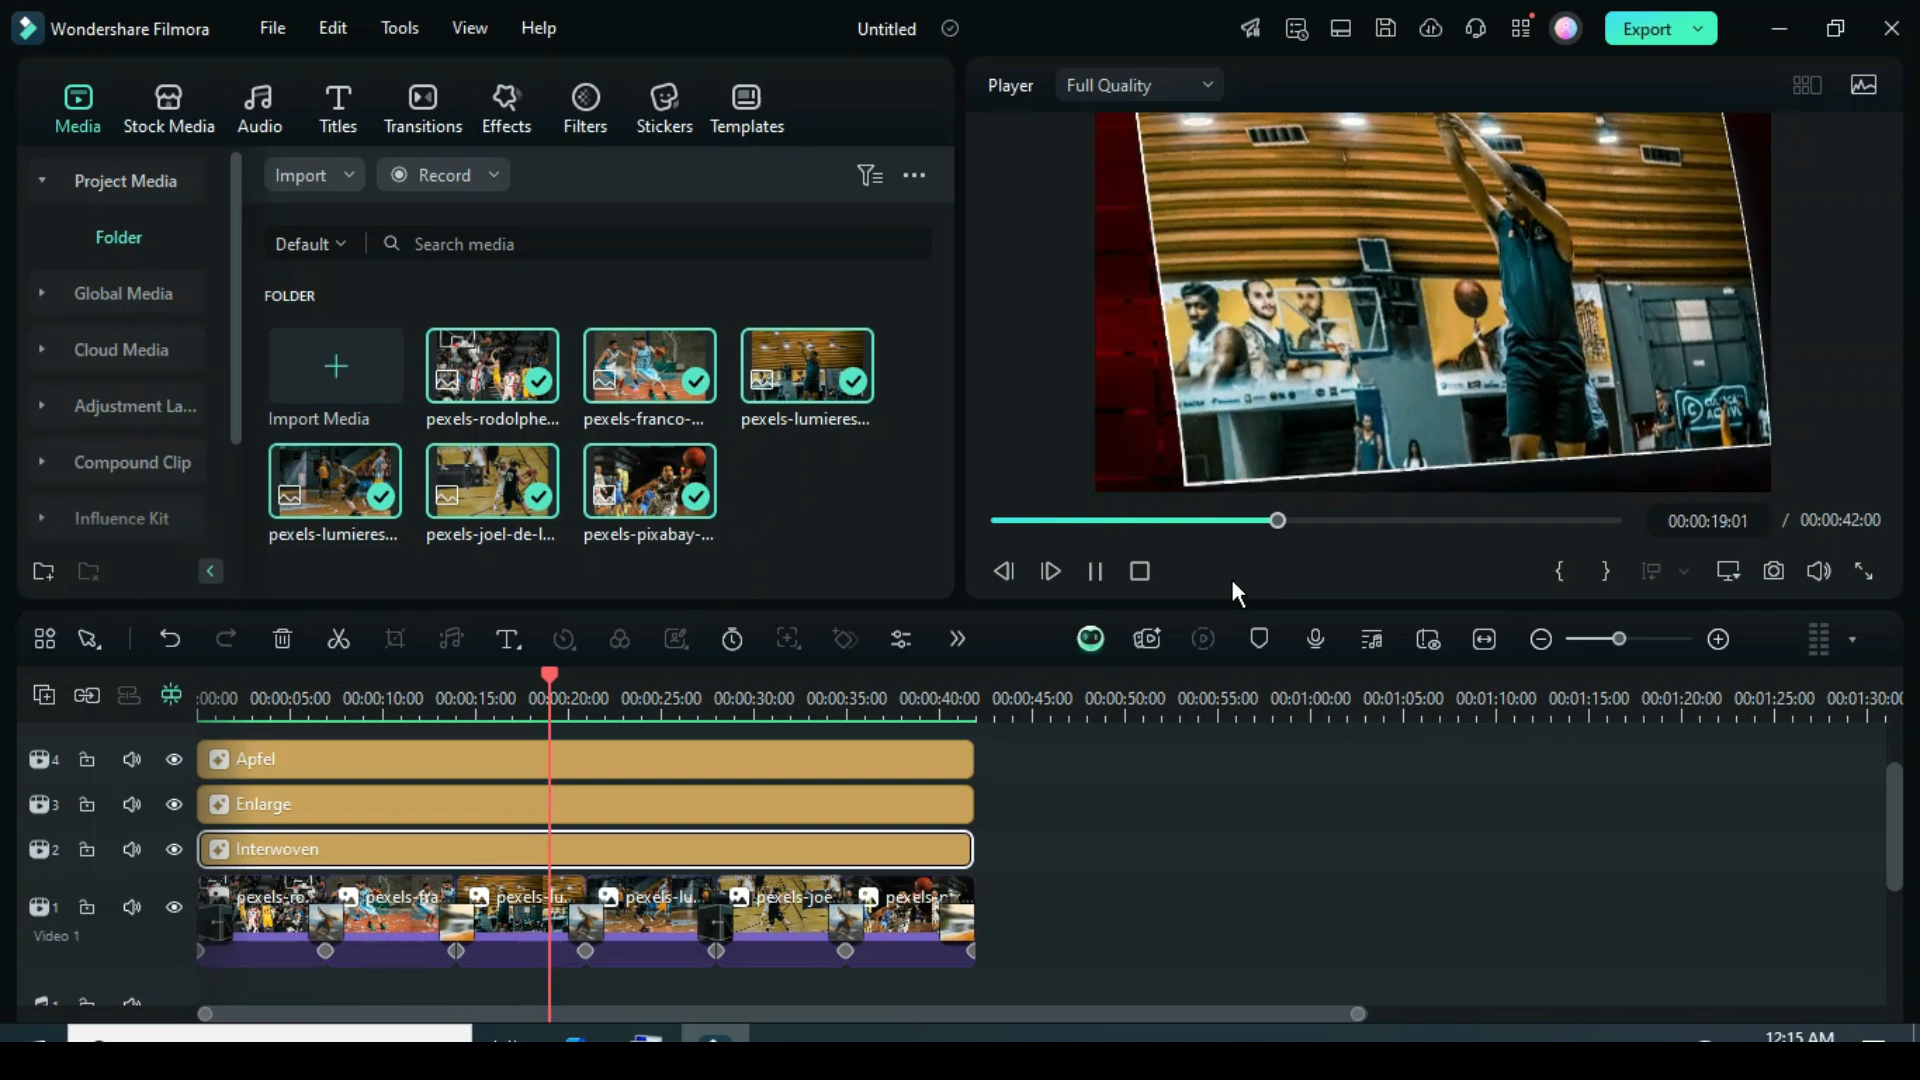 Wondershare Filmora
File
Edit
Tools
View
Help
Untitled
Export
Media
Stock Media
Audio
Titles
Transitions
Effects
Filters
Stickers
Templates
Player
Full Quality
Project Media
Folder
Global Media
Cloud Media
Adjustment La...
Compound Clip
Influence Kit
Import
Record
Default
Search media
FOLDER
Import Media
pexels-rodolphe...
pexels-franco-...
pexels-lumieres...
pexels-lumieres...
pexels-joel-de-l...
pexels-pixabay-...
00:00:19:01
/ 00:00:42:00
:00:00 00:00:05:00 00:00:10:00 00:00:15:00 00:00:20:00 00:00:25:00 00:00:30:00 00:00:35:00 00:00:40:00 00:00:45:00 00:00:50:00 00:00:55:00 00:01:00:00 00:01:05:00 00:01:10:00 00:01:15:00 00:01:20:00 00:01:25:00 00:01:30:00
4
Apfel
3
Enlarge
2
Interwoven
1
pexels-ro...
pexels-fra
pexels-lu...
pexels-lu...
pexels-joe
Video 1
1
12:15 AM